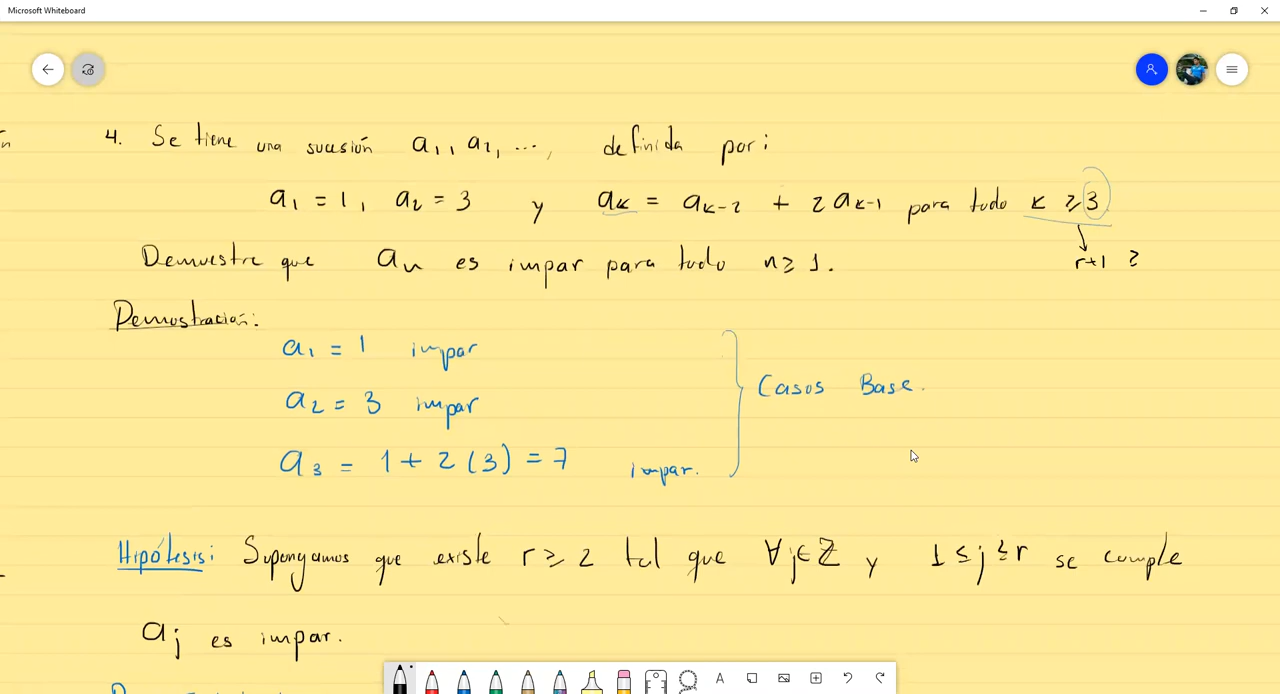 Microsoft Whiteboard
4. Se tiene una sucesión a₁, a₂, ..., definida por:
a₁ = 1, a₂ = 3 y aₖ = aₖ₋₂ + 2aₖ₋₁ para todo k ≥ 3
r+1
Demuestre que aₙ es impar para todo n ≥ 1.
Demostración:
a₁ = 1 impar
a₂ = 3 impar
Casos Base.
a₃ = 1 + 2(3) = 7 impar.
Hipótesis: Supongamos que existe r ≥ 2 tal que ∀j∈ℤ y 1 ≤ j ≤ r se cumple
aⱼ es impar.
A